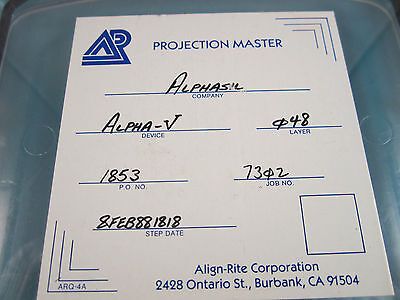 PROJECTION MASTER
ALPHASIL
COMPANY
ALPHA-V φ48
DEVICE LAYER
1853 73φ2
P.O. NO. JOB NO.
8FEB881818
STEP DATE
Align-Rite Corporation
ARQ-4A 2428 Ontario St., Burbank, CA 91504